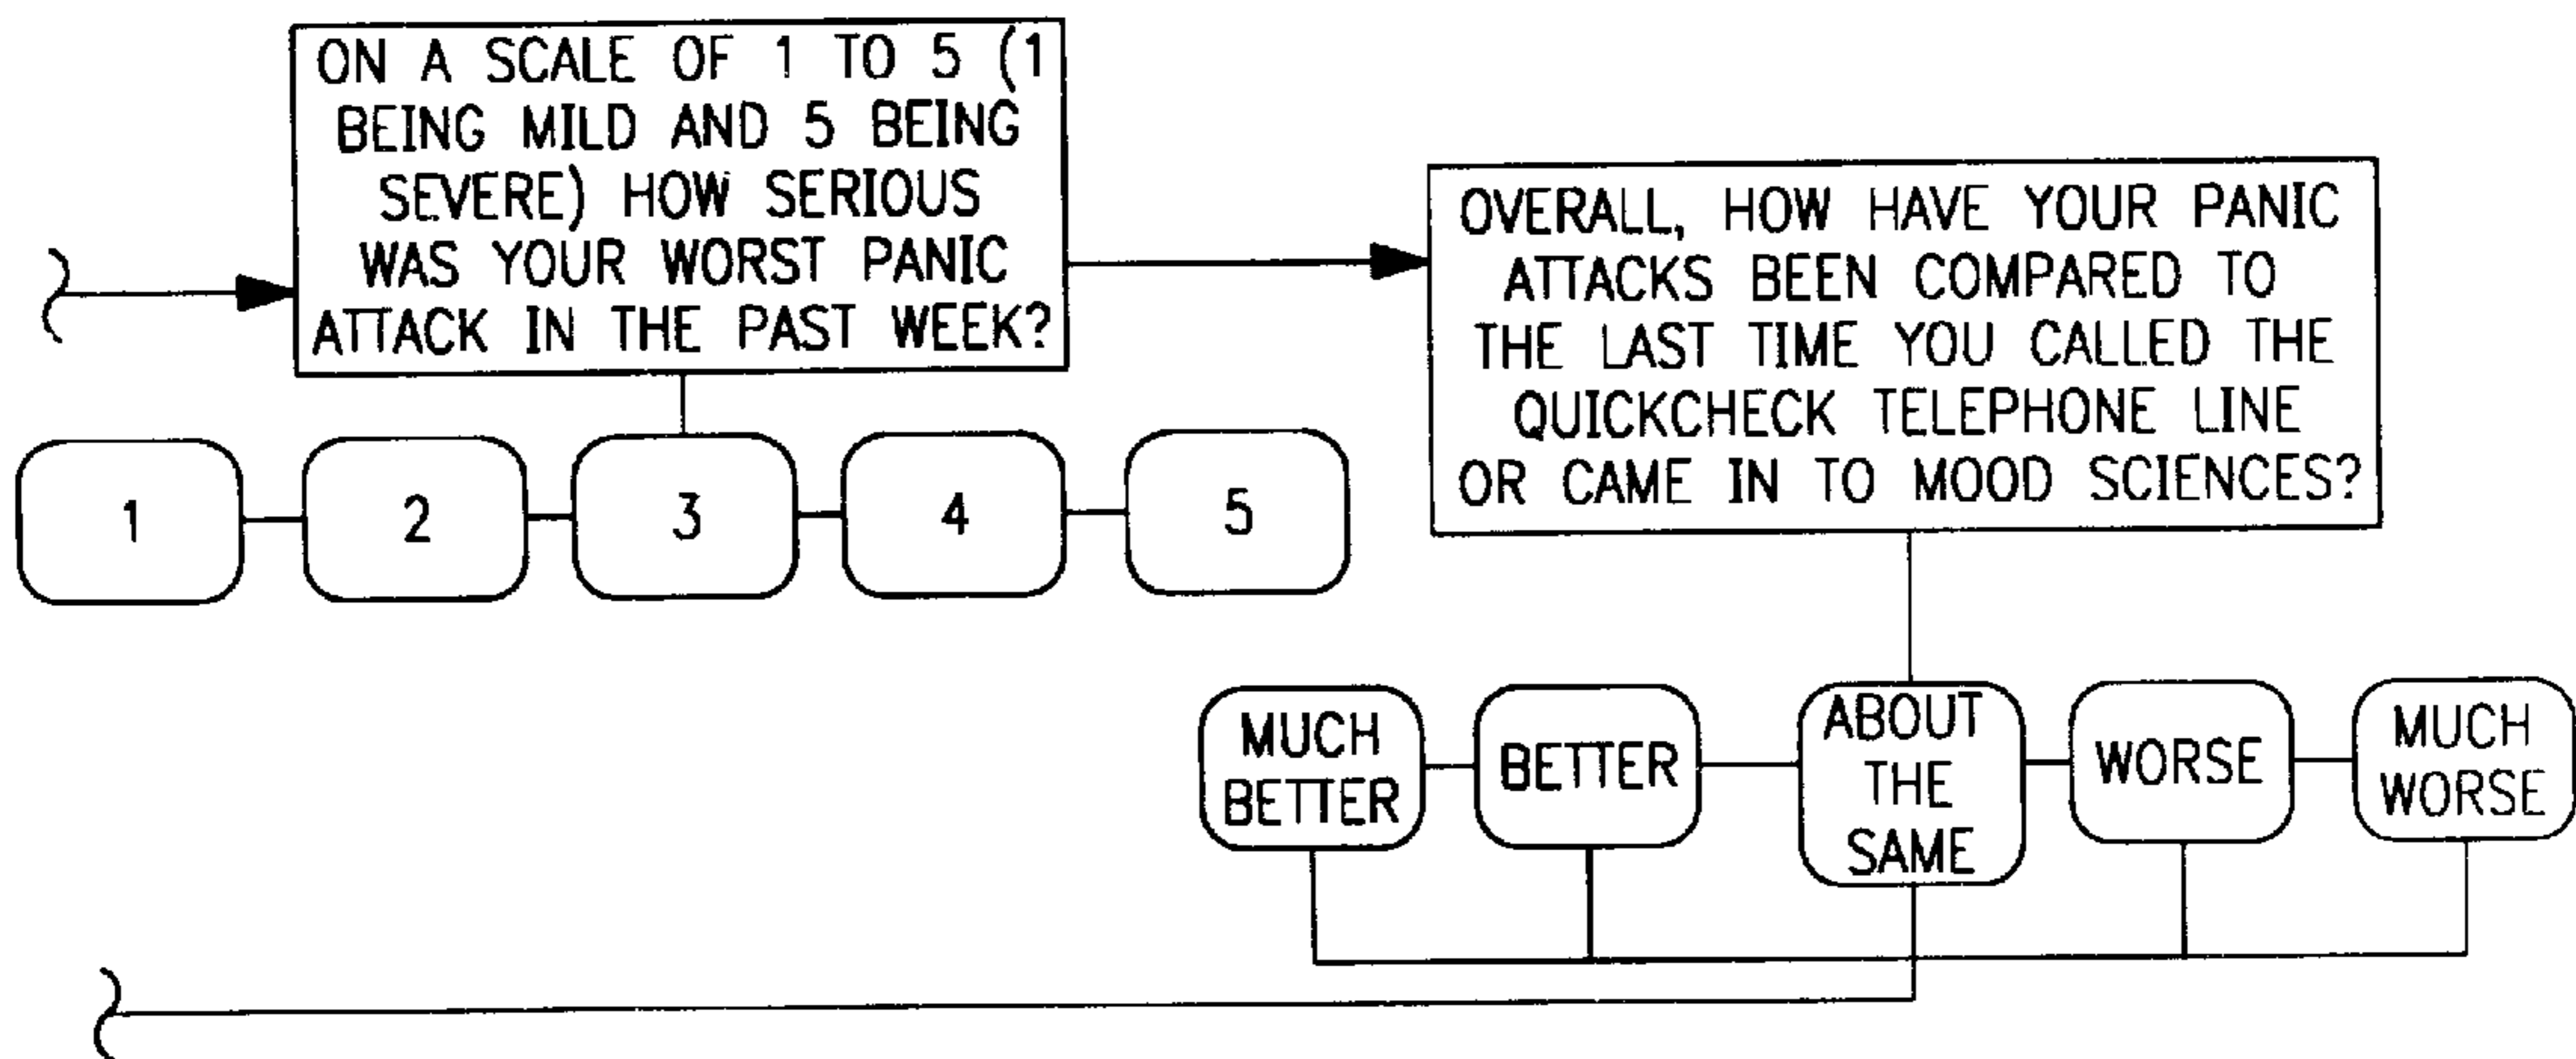 ON A SCALE OF 1 TO 5 (1
BEING MILD AND 5 BEING
SEVERE) HOW SERIOUS
WAS YOUR WORST PANIC
ATTACK IN THE PAST WEEK?
OVERALL, HOW HAVE YOUR PANIC
ATTACKS BEEN COMPARED TO
THE LAST TIME YOU CALLED THE
QUICKCHECK TELEPHONE LINE
OR CAME IN TO MOOD SCIENCES?
1
2
3
4
5
MUCH
BETTER
BETTER
ABOUT
THE
SAME
WORSE
MUCH
WORSE